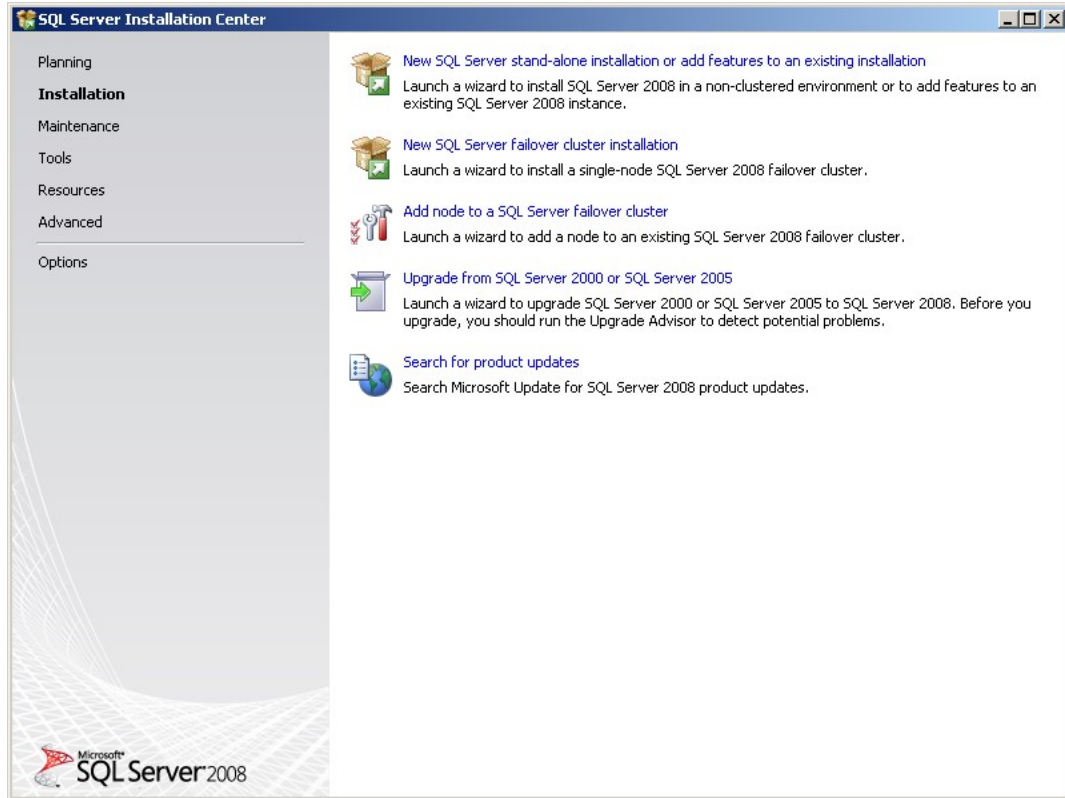 SQL Server Installation Center
Planning
Installation
Maintenance
Tools
Resources
Advanced
Options
New SQL Server stand-alone installation or add features to an existing installation
Launch a wizard to install SQL Server 2008 in a non-clustered environment or to add features to an
existing SQL Server 2008 instance.
New SQL Server failover cluster installation
Launch a wizard to install a single-node SQL Server 2008 failover cluster.
Add node to a SQL Server failover cluster
Launch a wizard to add a node to an existing SQL Server 2008 failover cluster.
Upgrade from SQL Server 2000 or SQL Server 2005
Launch a wizard to upgrade SQL Server 2000 or SQL Server 2005 to SQL Server 2008. Before you
upgrade, you should run the Upgrade Advisor to detect potential problems.
Search for product updates
Search Microsoft Update for SQL Server 2008 product updates.
Microsoft
SQL Server 2008